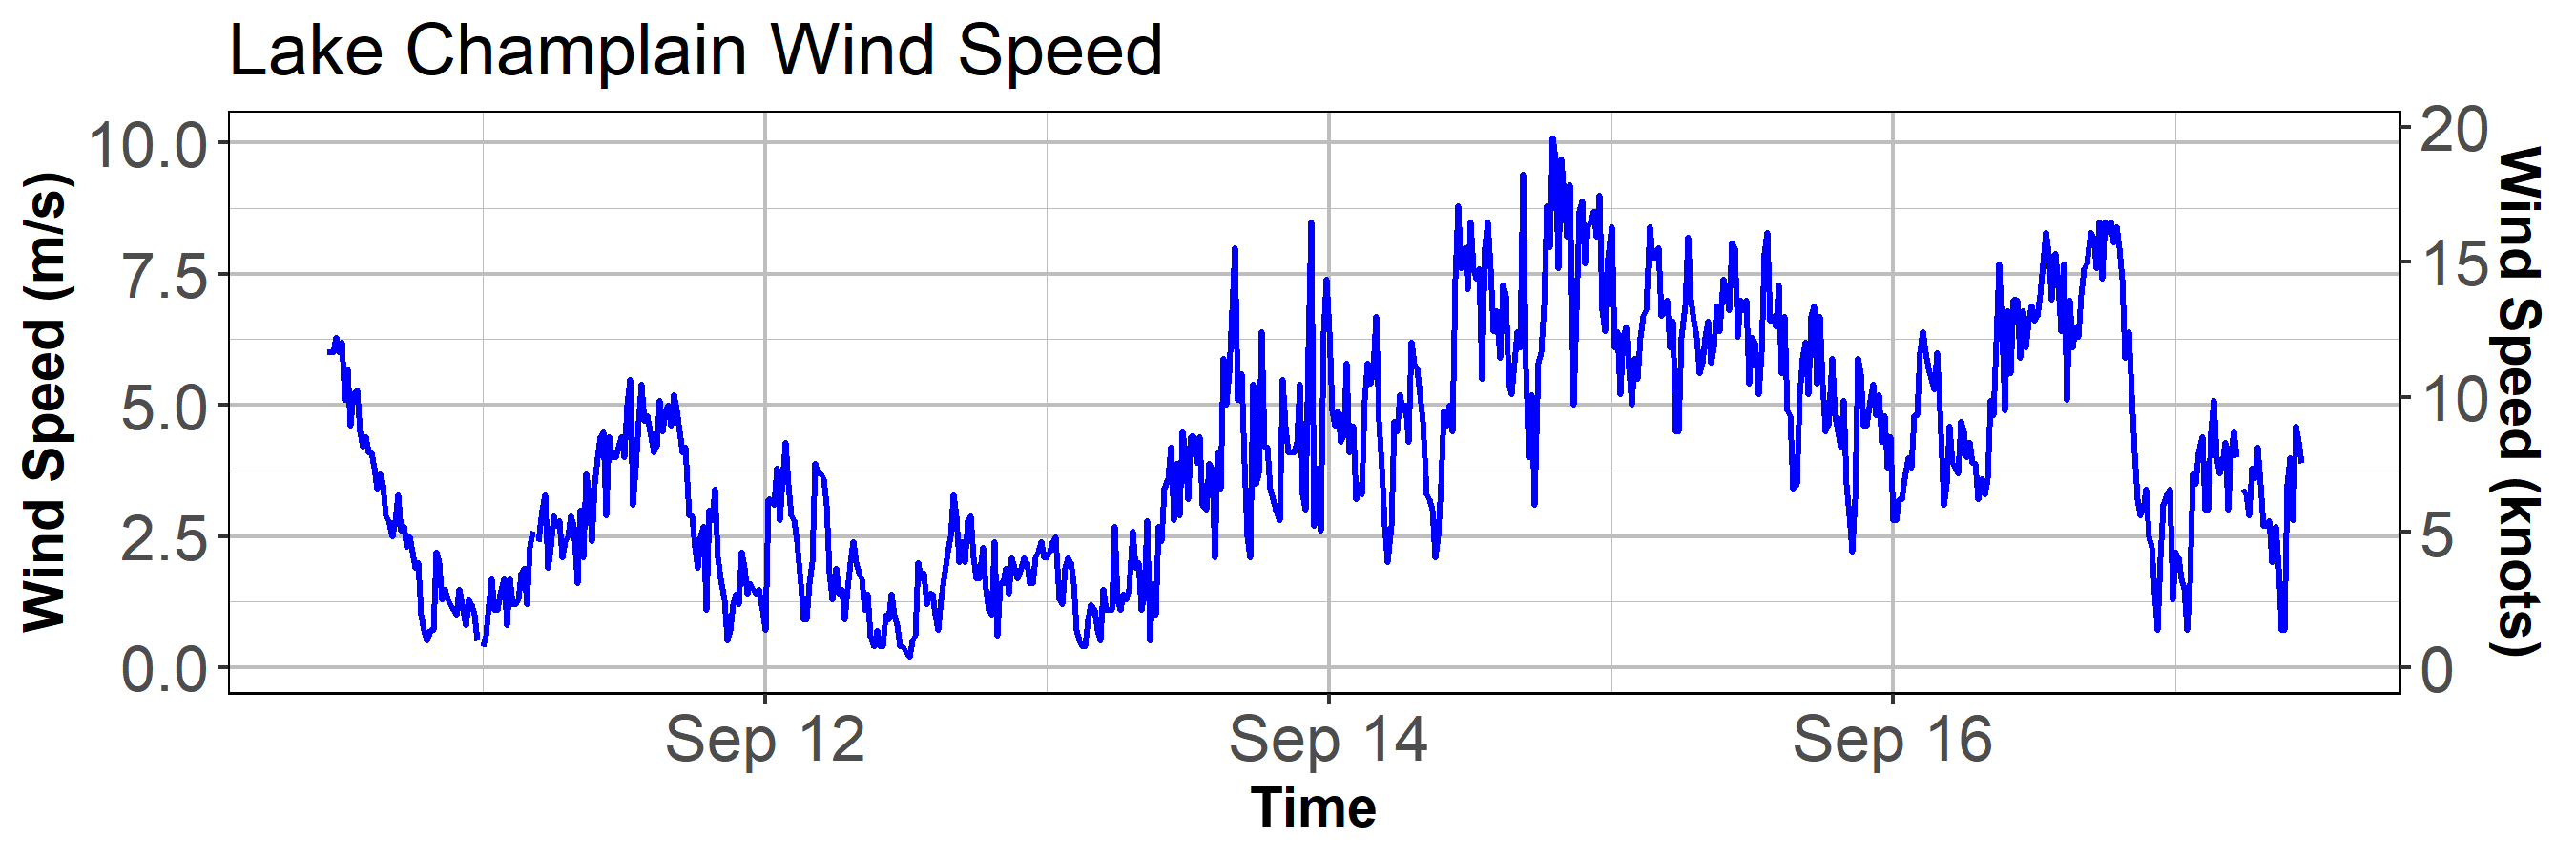 Lake Champlain Wind Speed
Wind Speed (m/s)
10.0
7.5
5.0
2.5
0.0
20
15
10
5
0
Wind Speed (knots)
Sep 12
Sep 14
Sep 16
Time